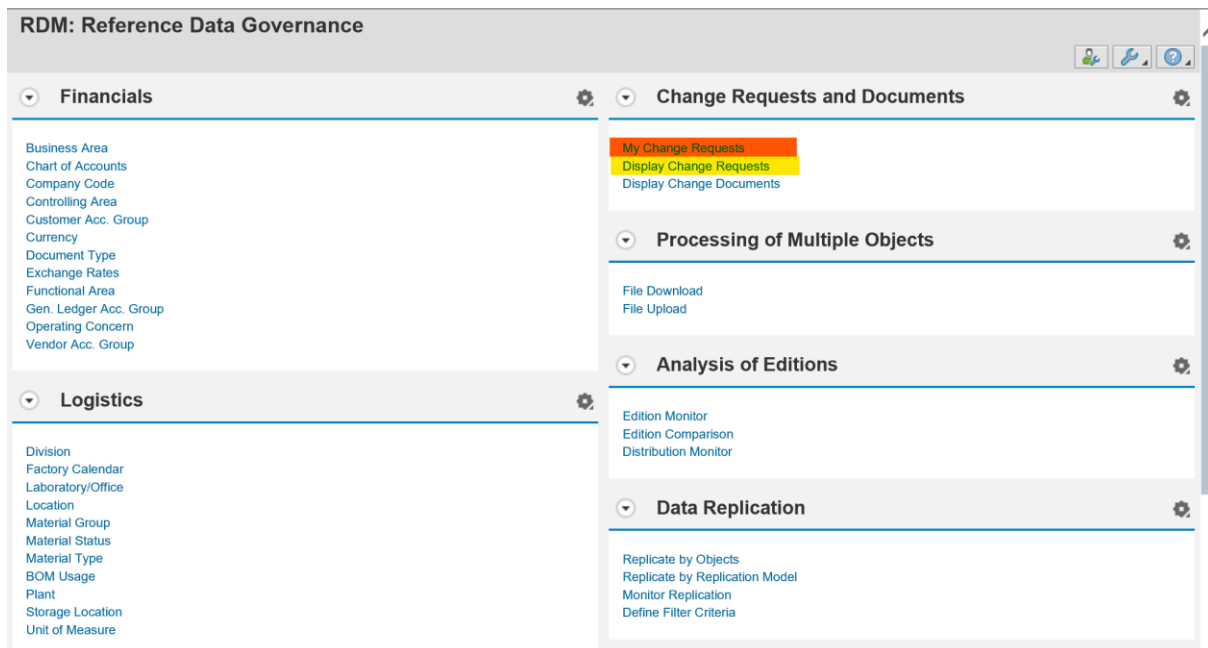 RDM: Reference Data Governance
Financials
Business Area
Chart of Accounts
Company Code
Controlling Area
Customer Acc. Group
Currency
Document Type
Exchange Rates
Functional Area
Gen. Ledger Acc. Group
Operating Concern
Vendor Acc. Group
Logistics
Division
Factory Calendar
Laboratory/Office
Location
Material Group
Material Status
Material Type
BOM Usage
Plant
Storage Location
Unit of Measure
Change Requests and Documents
My Change Requests
Display Change Requests
Display Change Documents
Processing of Multiple Objects
File Download
File Upload
Analysis of Editions
Edition Monitor
Edition Comparison
Distribution Monitor
Data Replication
Replicate by Objects
Replicate by Replication Model
Monitor Replication
Define Filter Criteria